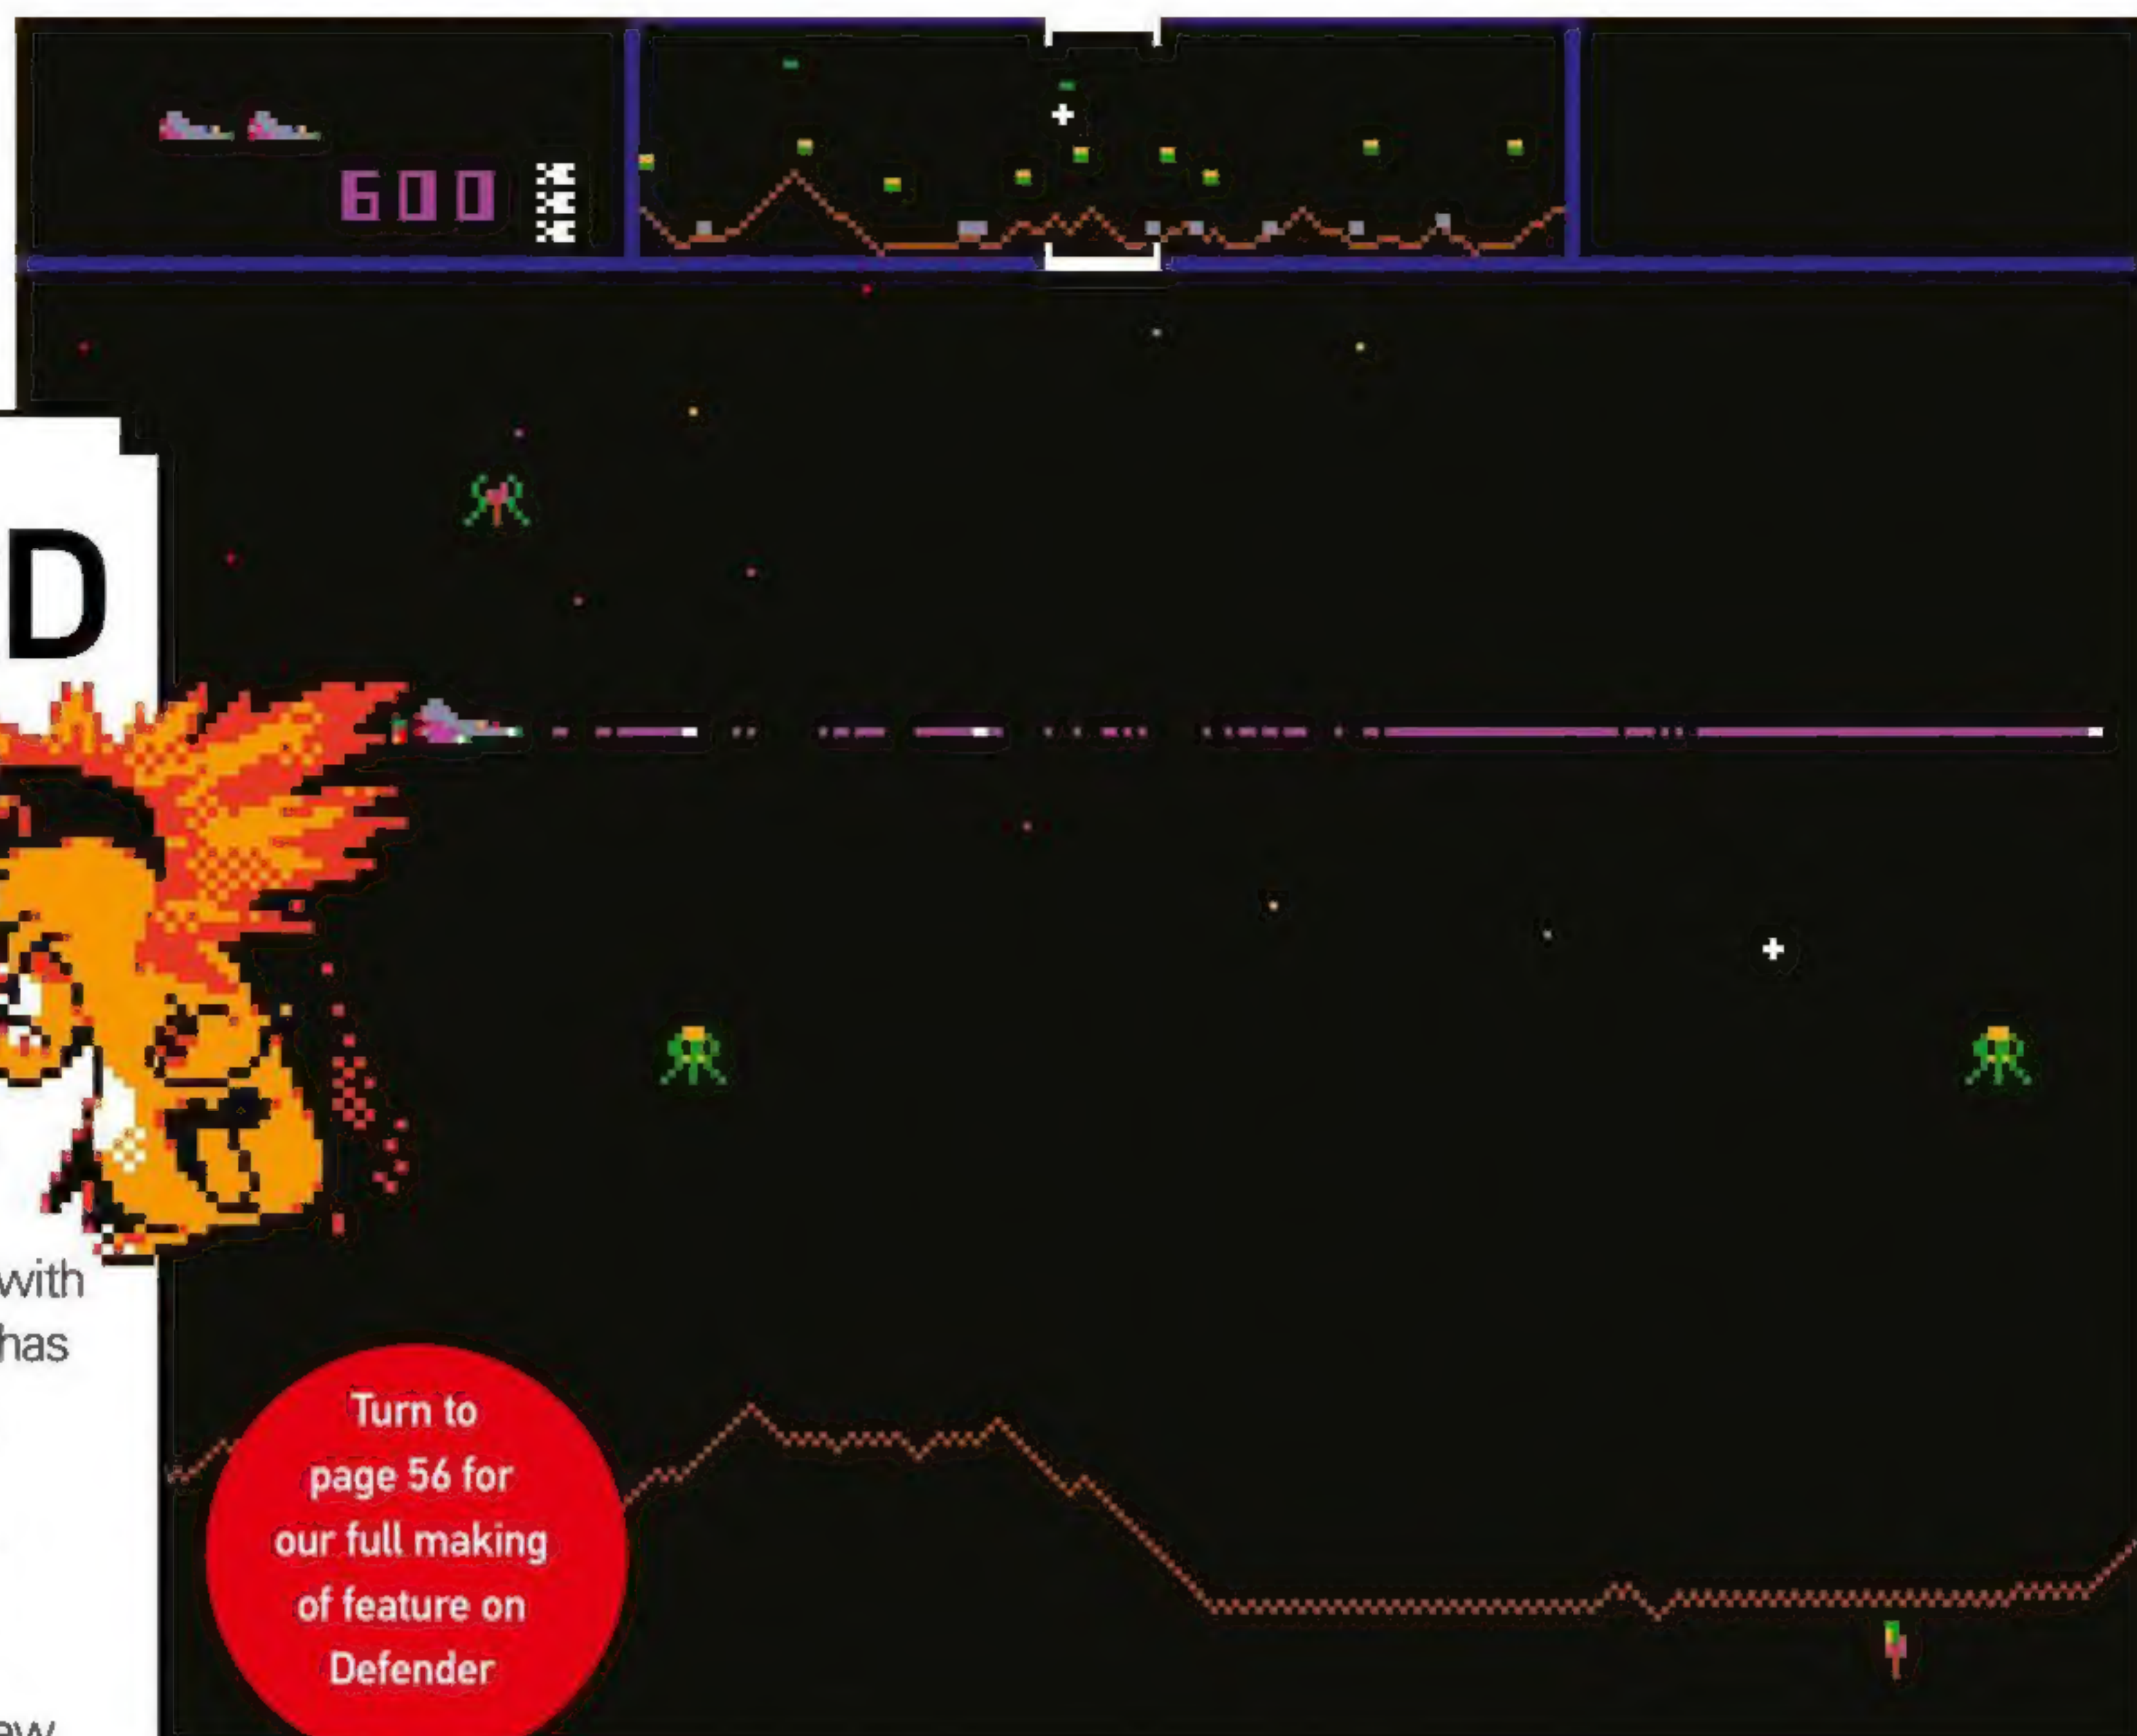 600
D
with
has
Turn to
page 56 for
our full making
of feature on
Defender